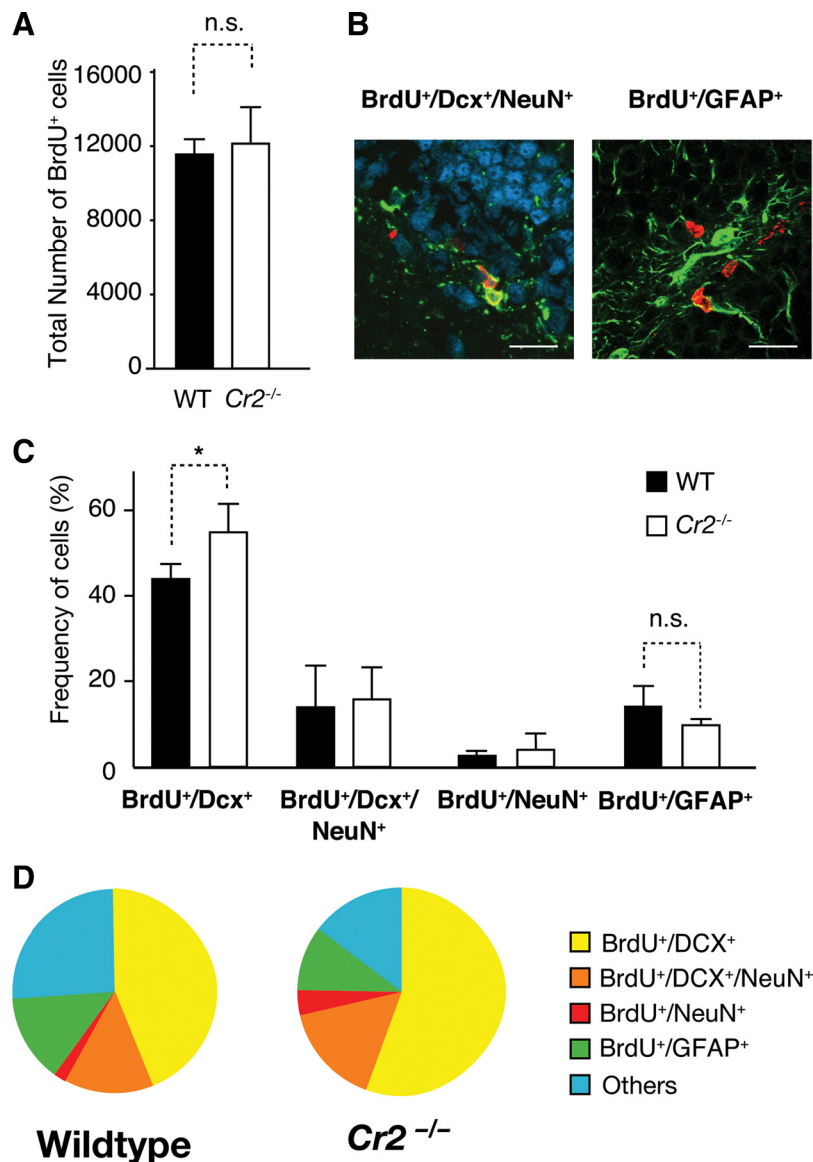 A
n.s.
Total Number of BrdU⁺ cells
16000
12000
8000
4000
0
WT Cr2⁻/⁻
B
BrdU⁺/Dcx⁺/NeuN⁺
BrdU⁺/GFAP⁺
C
Frequency of cells (%)
60
40
20
0
*
n.s.
WT
Cr2⁻/⁻
BrdU⁺/Dcx⁺
BrdU⁺/Dcx⁺/
NeuN⁺
BrdU⁺/NeuN⁺
BrdU⁺/GFAP⁺
D
Wildtype
Cr2 ⁻/⁻
BrdU⁺/DCX⁺
BrdU⁺/DCX⁺/NeuN⁺
BrdU⁺/NeuN⁺
BrdU⁺/GFAP⁺
Others